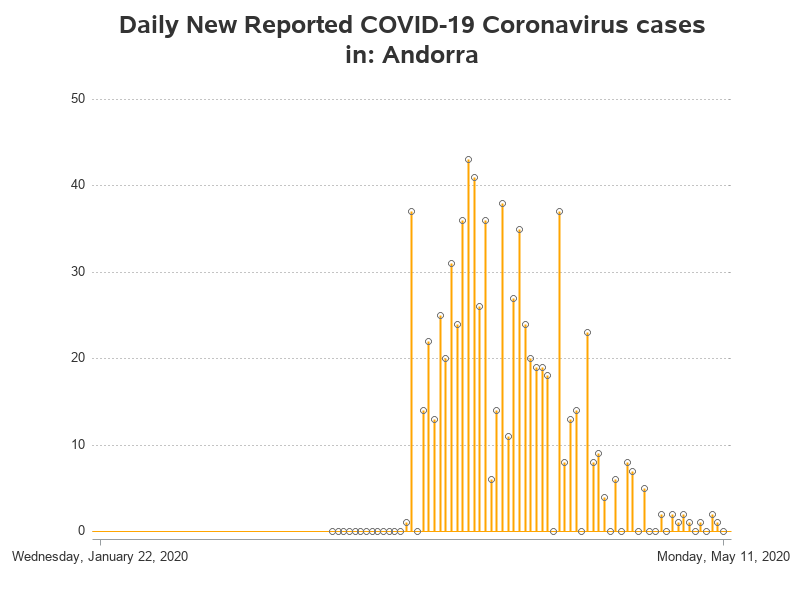 Daily New Reported COVID-19 Coronavirus cases
in: Andorra
50
40
30
20
10
0
Wednesday, January 22, 2020
Monday, May 11, 2020